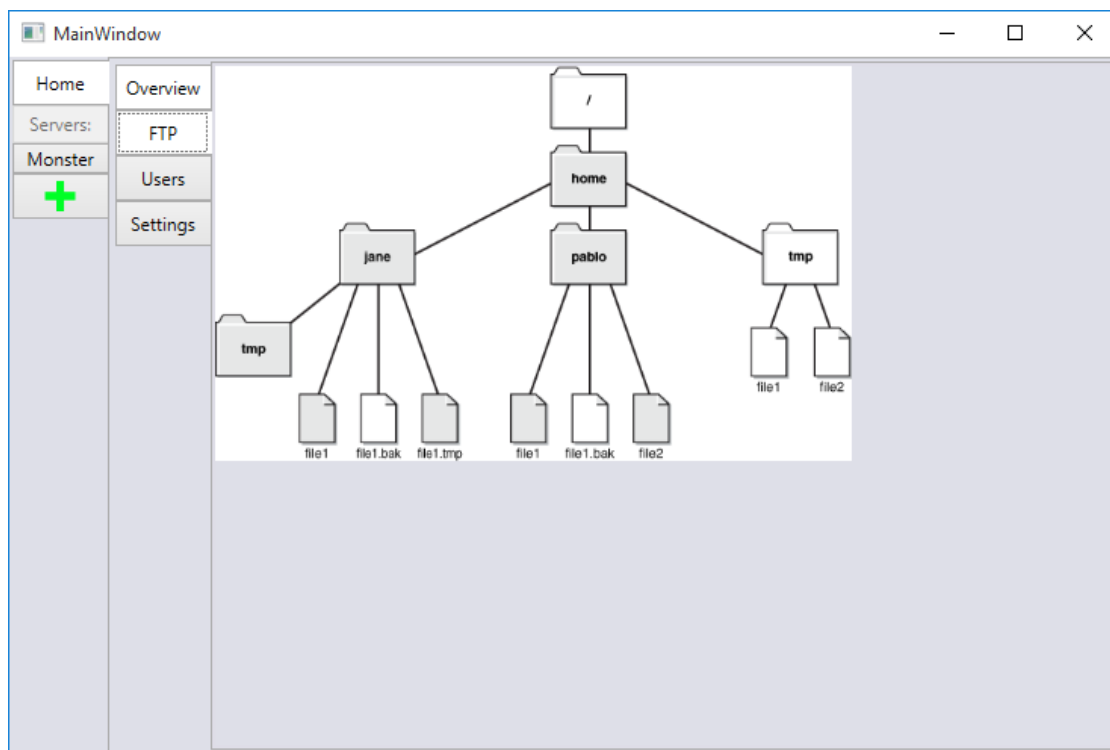 MainWindow
Home
Servers:
Monster
Overview
FTP
Users
Settings
/
home
jane
pablo
tmp
tmp
file1
file2
file1
file1.bak
file1.tmp
file1
file1.bak
file2